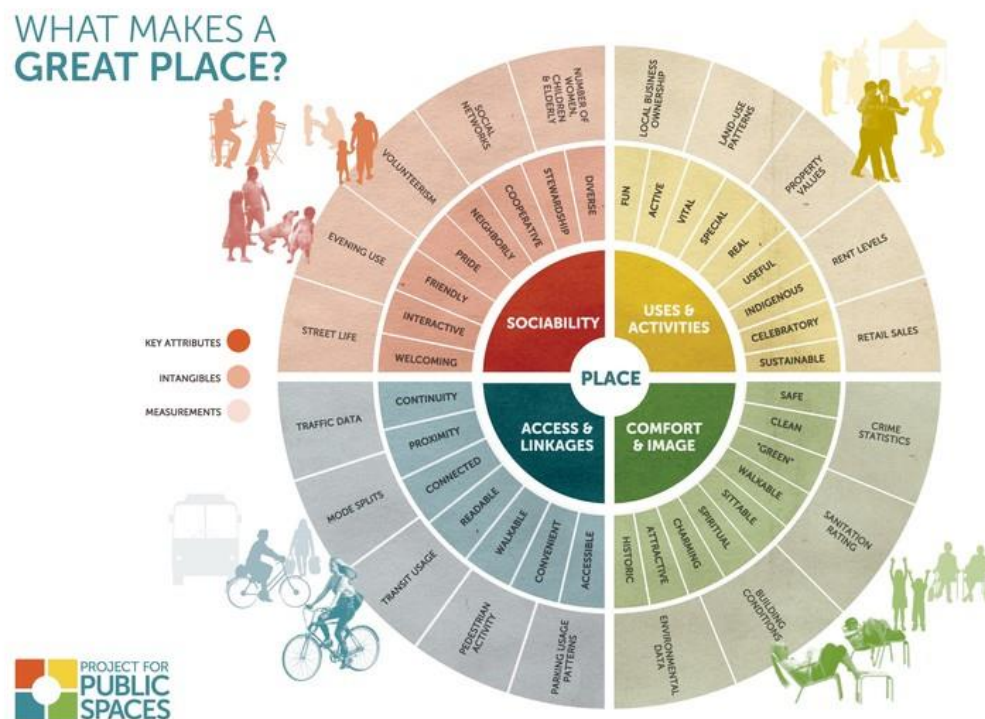 WHAT MAKES A
GREAT PLACE?
KEY ATTRIBUTES
INTANGIBLES
MEASUREMENTS
PLACE
SOCIABILITY
DIVERSE
STEWARDSHIP
COOPERATIVE
NEIGHBORLY
PRIDE
FRIENDLY
INTERACTIVE
WELCOMING
NUMBER OF
WOMEN,
CHILDREN
& ELDERLY
SOCIAL
NETWORKS
VOLUNTEERISM
EVENING USE
STREET LIFE
USES &
ACTIVITIES
FUN
ACTIVE
VITAL
SPECIAL
REAL
USEFUL
INDIGENOUS
CELEBRATORY
SUSTAINABLE
LOCAL BUSINESS
OWNERSHIP
LAND-USE
PATTERNS
PROPERTY
VALUES
RENT LEVELS
RETAIL SALES
ACCESS &
LINKAGES
CONTINUITY
PROXIMITY
CONNECTED
READABLE
WALKABLE
CONVENIENT
ACCESSIBLE
TRAFFIC DATA
MODE SPLITS
TRANSIT USAGE
PEDESTRIAN
ACTIVITY
PARKING USAGE
PATTERNS
COMFORT
& IMAGE
SAFE
CLEAN
"GREEN"
WALKABLE
SITTABLE
SPIRITUAL
CHARMING
ATTRACTIVE
HISTORIC
CRIME
STATISTICS
SANITATION
RATING
BUILDING
CONDITIONS
ENVIRONMENTAL
DATA
PROJECT FOR
PUBLIC
SPACES